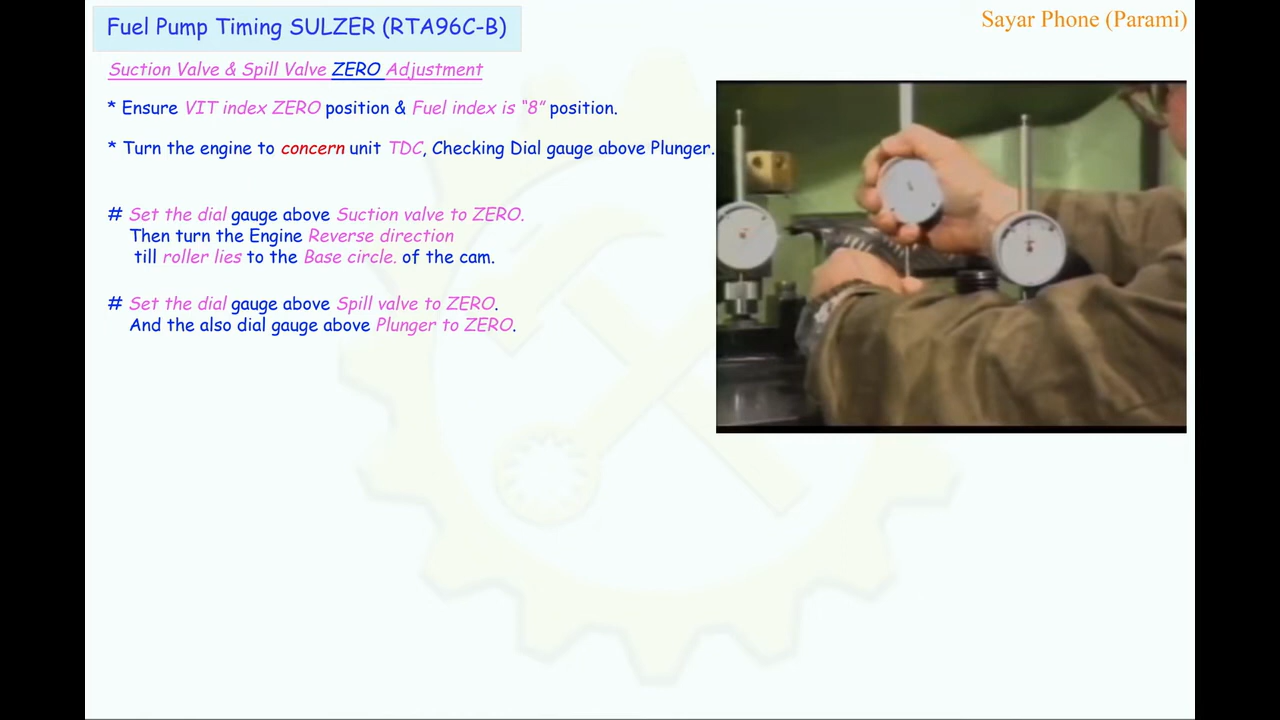 Fuel Pump Timing SULZER (RTA96C-B)
Sayar Phone (Parami)
Suction Valve & Spill Valve ZERO Adjustment
* Ensure VIT index ZERO position & Fuel index is “8” position.
* Turn the engine to concern unit TDC, Checking Dial gauge above Plunger.
# Set the dial gauge above Suction valve to ZERO.
Then turn the Engine Reverse direction
till roller lies to the Base circle. of the cam.
# Set the dial gauge above Spill valve to ZERO.
And the also dial gauge above Plunger to ZERO.